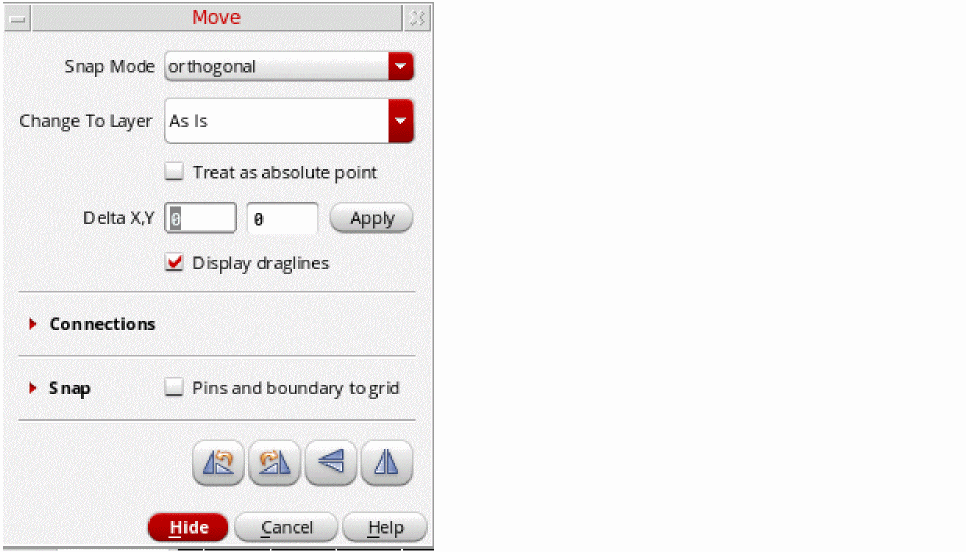 Move
Snap Mode orthogonal
Change To Layer As Is
Treat as absolute point
Delta X,Y 0 0 Apply
Display draglines
Connections
Snap Pins and boundary to grid
Hide Cancel Help